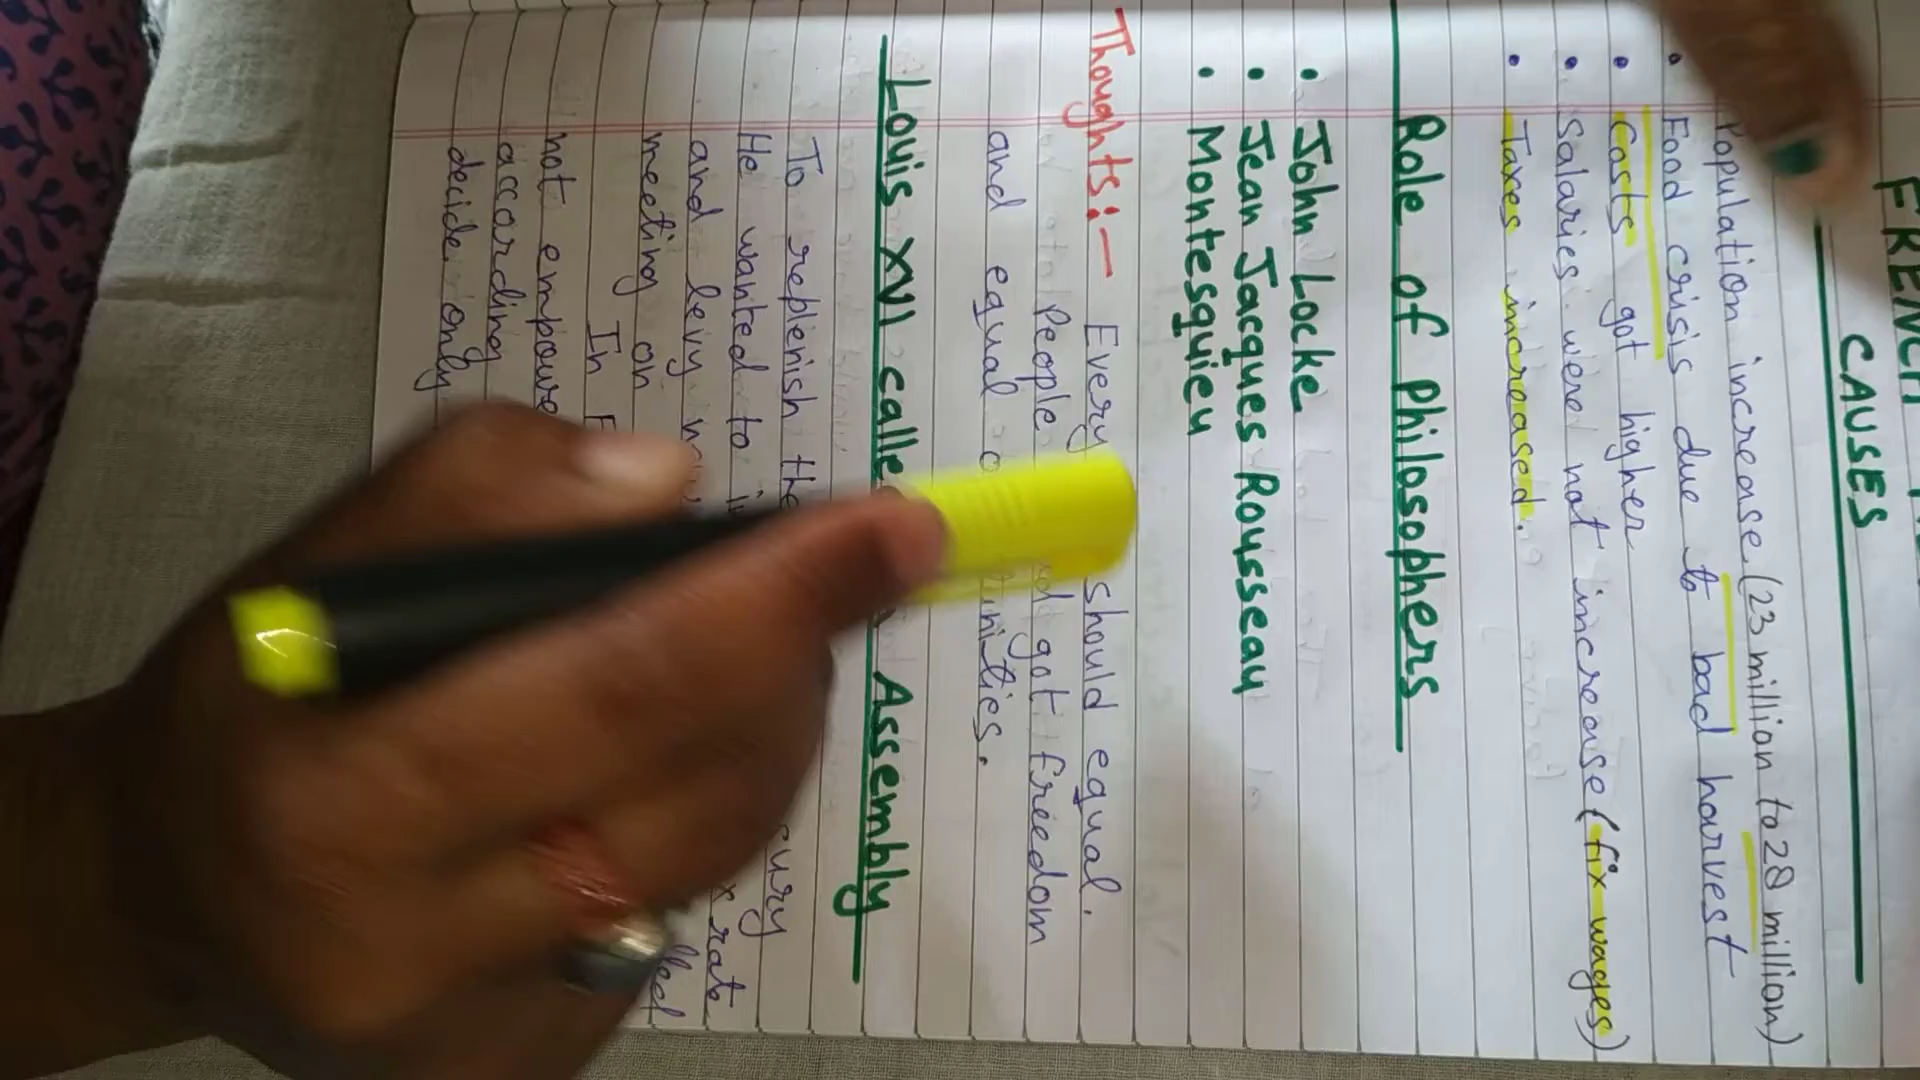 FRENCH
CAUSES
Population increase (23 million to 28 million)
• Food crisis due to bad harvest
• Costs got higher
• Salaries were not increase (fix wages)
• Taxes increased.
Role of Philosophers
• John Locke
• Jean Jacques Rousseau
• Montesquieu
Thoughts:— Every should equal.
People got freedom
and equal
Louis XVI Assembly
To replenish the
He wanted to
and levy rate
meeting on
In
not
according
decide only